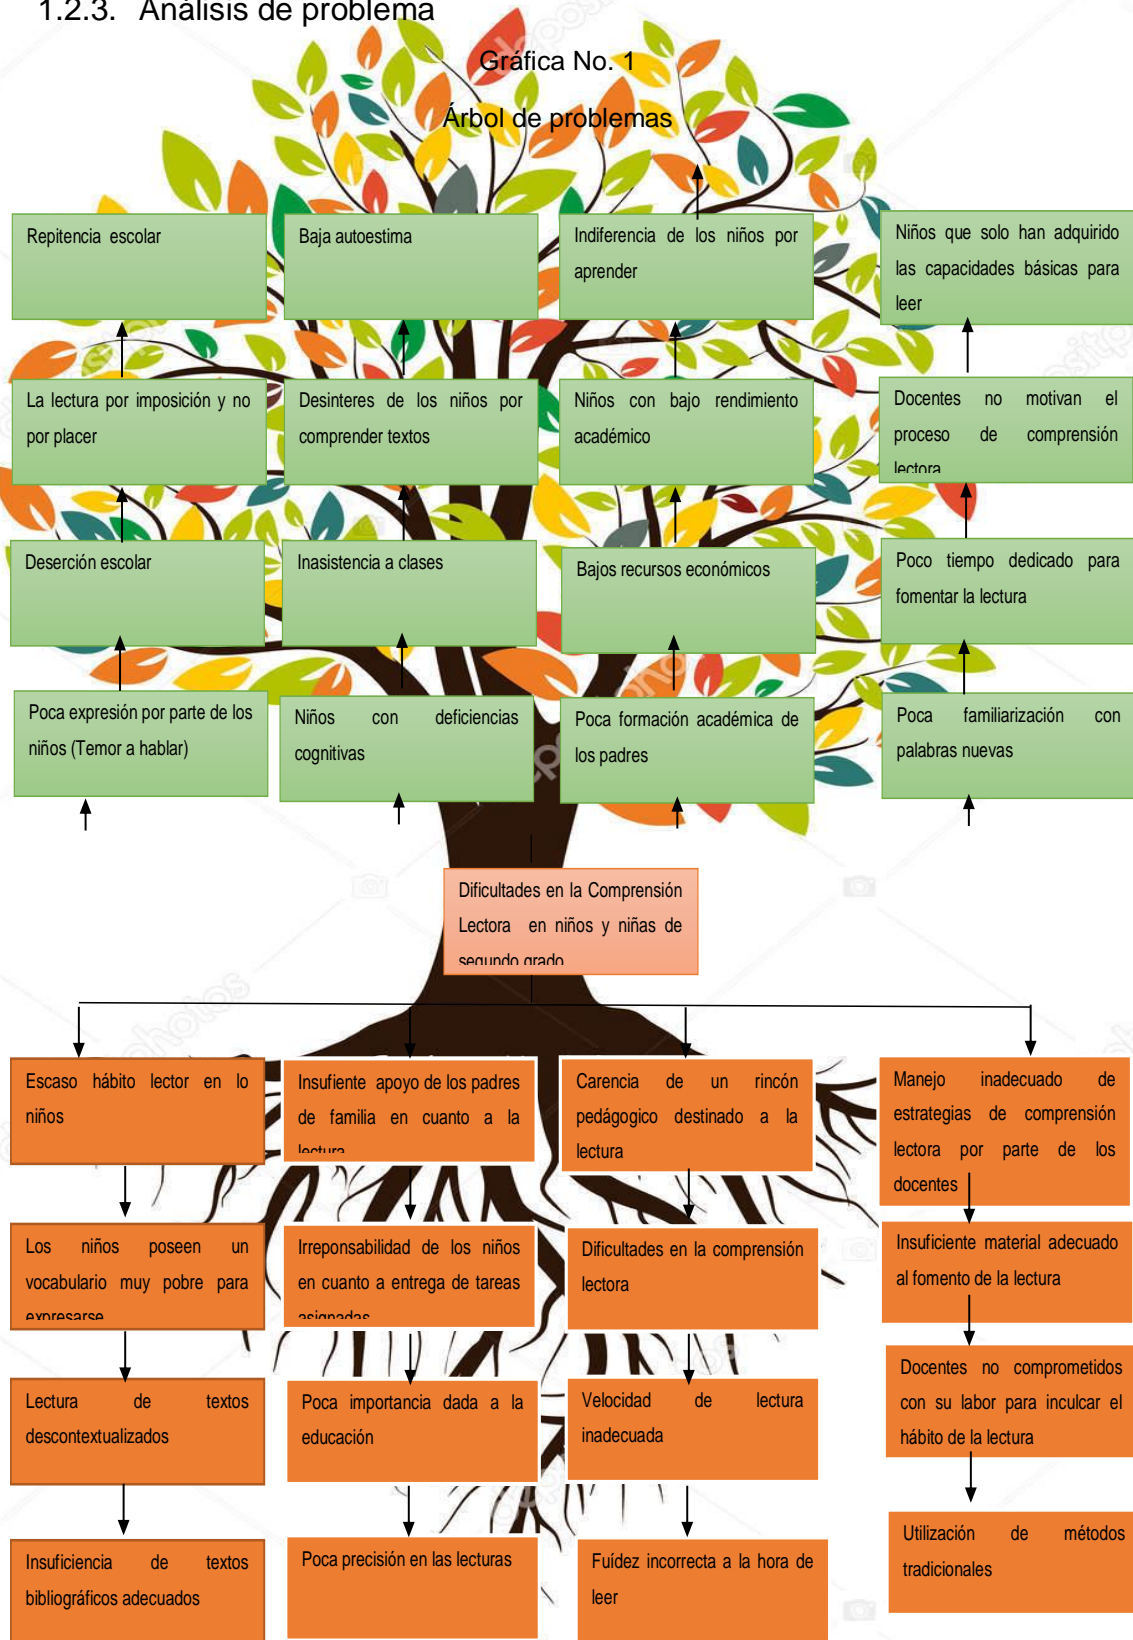 1.2.3. Análisis de problema
Gráfica No. 1
Árbol de problemas
Repitencia escolar
Baja autoestima
Indiferencia de los niños por
aprender
Niños que solo han adquirido
las capacidades básicas para
leer
La lectura por imposición y no
por placer
Desinteres de los niños por
comprender textos
Niños con bajo rendimiento
académico
Docentes no motivan el
proceso de comprensión
lectora
Deserción escolar
Inasistencia a clases
Bajos recursos económicos
Poco tiempo dedicado para
fomentar la lectura
Poca expresión por parte de los
niños (Temor a hablar)
Niños con deficiencias
cognitivas
Poca formación académica de
los padres
Poca familiarización con
palabras nuevas
Dificultades en la Comprensión
Lectora en niños y niñas de
segundo grado
Escaso hábito lector en lo
niños
Insufiente apoyo de los padres
de familia en cuanto a la
lectura
Carencia de un rincón
pedágogico destinado a la
lectura
Manejo inadecuado de
estrategias de comprensión
lectora por parte de los
docentes
Los niños poseen un
vocabulario muy pobre para
expresarse
Irreponsabilidad de los niños
en cuanto a entrega de tareas
asignadas
Dificultades en la comprensión
lectora
Insuficiente material adecuado
al fomento de la lectura
Lectura de textos
descontextualizados
Poca importancia dada a la
educación
Velocidad de lectura
inadecuada
Docentes no comprometidos
con su labor para inculcar el
hábito de la lectura
Insuficiencia de textos
bibliográficos adecuados
Poca precisión en las lecturas
Fuídez incorrecta a la hora de
leer
Utilización de métodos
tradicionales